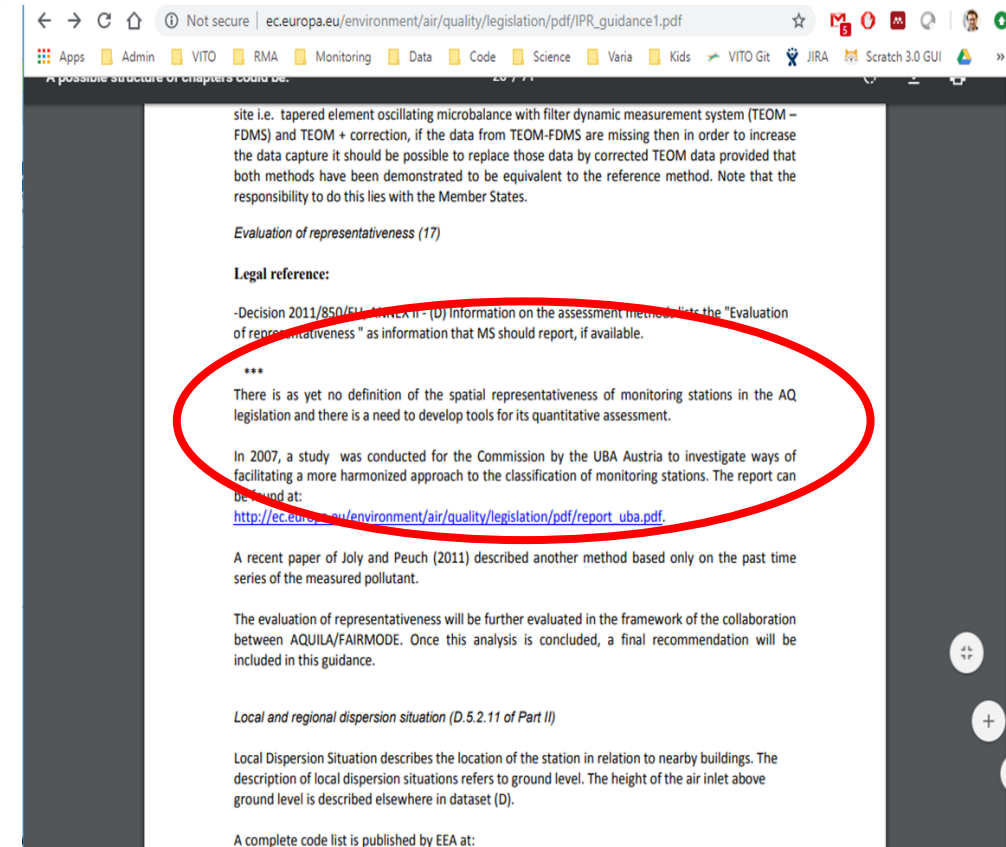 Not secure | ec.europa.eu/environment/air/quality/legislation/pdf/IPR_guidance1.pdf
5
Apps Admin VITO RMA Monitoring Data Code Science Varia Kids VITO Git JIRA Scratch 3.0 GUI »
A possible structure of chapters could be:
site i.e. tapered element oscillating microbalance with filter dynamic measurement system (TEOM –
FDMS) and TEOM + correction, if the data from TEOM-FDMS are missing then in order to increase
the data capture it should be possible to replace those data by corrected TEOM data provided that
both methods have been demonstrated to be equivalent to the reference method. Note that the
responsibility to do this lies with the Member States.
Evaluation of representativeness (17)
Legal reference:
-Decision 2011/850/EU, ANNEX II - (D) Information on the assessment methods lists the "Evaluation
of representativeness " as information that MS should report, if available.
***
There is as yet no definition of the spatial representativeness of monitoring stations in the AQ
legislation and there is a need to develop tools for its quantitative assessment.
In 2007, a study was conducted for the Commission by the UBA Austria to investigate ways of
facilitating a more harmonized approach to the classification of monitoring stations. The report can
be found at:
http://ec.europa.eu/environment/air/quality/legislation/pdf/report_uba.pdf.
A recent paper of Joly and Peuch (2011) described another method based only on the past time
series of the measured pollutant.
The evaluation of representativeness will be further evaluated in the framework of the collaboration
between AQUILA/FAIRMODE. Once this analysis is concluded, a final recommendation will be
included in this guidance.
Local and regional dispersion situation (D.5.2.11 of Part II)
Local Dispersion Situation describes the location of the station in relation to nearby buildings. The
description of local dispersion situations refers to ground level. The height of the air inlet above
ground level is described elsewhere in dataset (D).
A complete code list is published by EEA at: